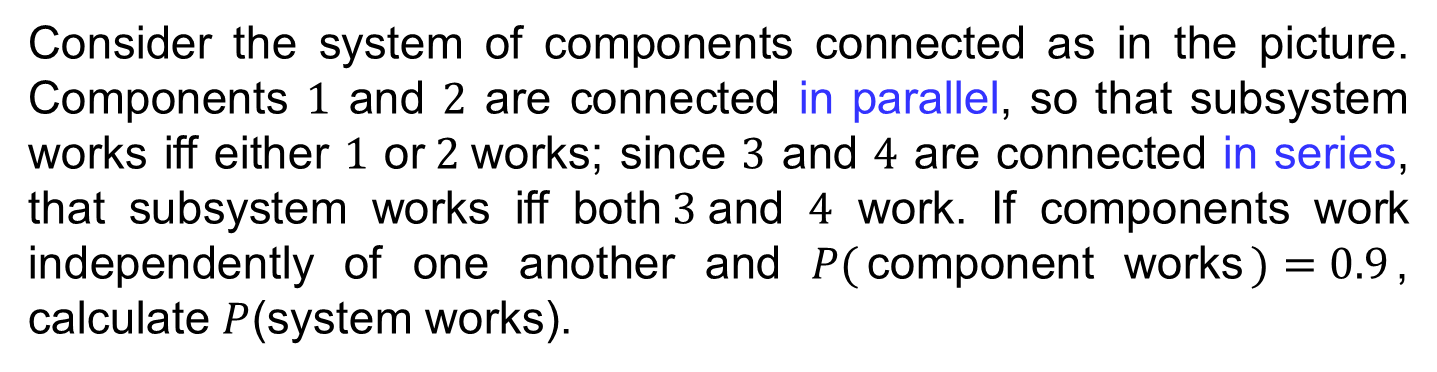 Consider the system of components connected as in the picture.
Components 1 and 2 are connected in parallel, so that subsystem
works iff either 1 or 2 works; since 3 and 4 are connected in series,
that subsystem works iff both 3 and 4 work. If components work
independently of one another and P(component works) = 0.9,
calculate P(system works).